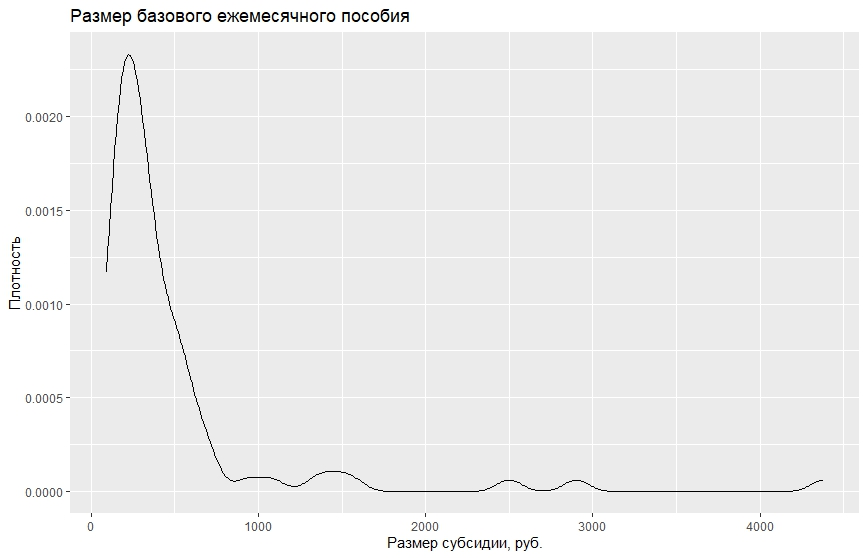 Размер базового ежемесячного пособия
0.0020
0.0015
0.0010
0.0005
0.0000
Плотность
0 1000 2000 3000 4000
Размер субсидии, руб.